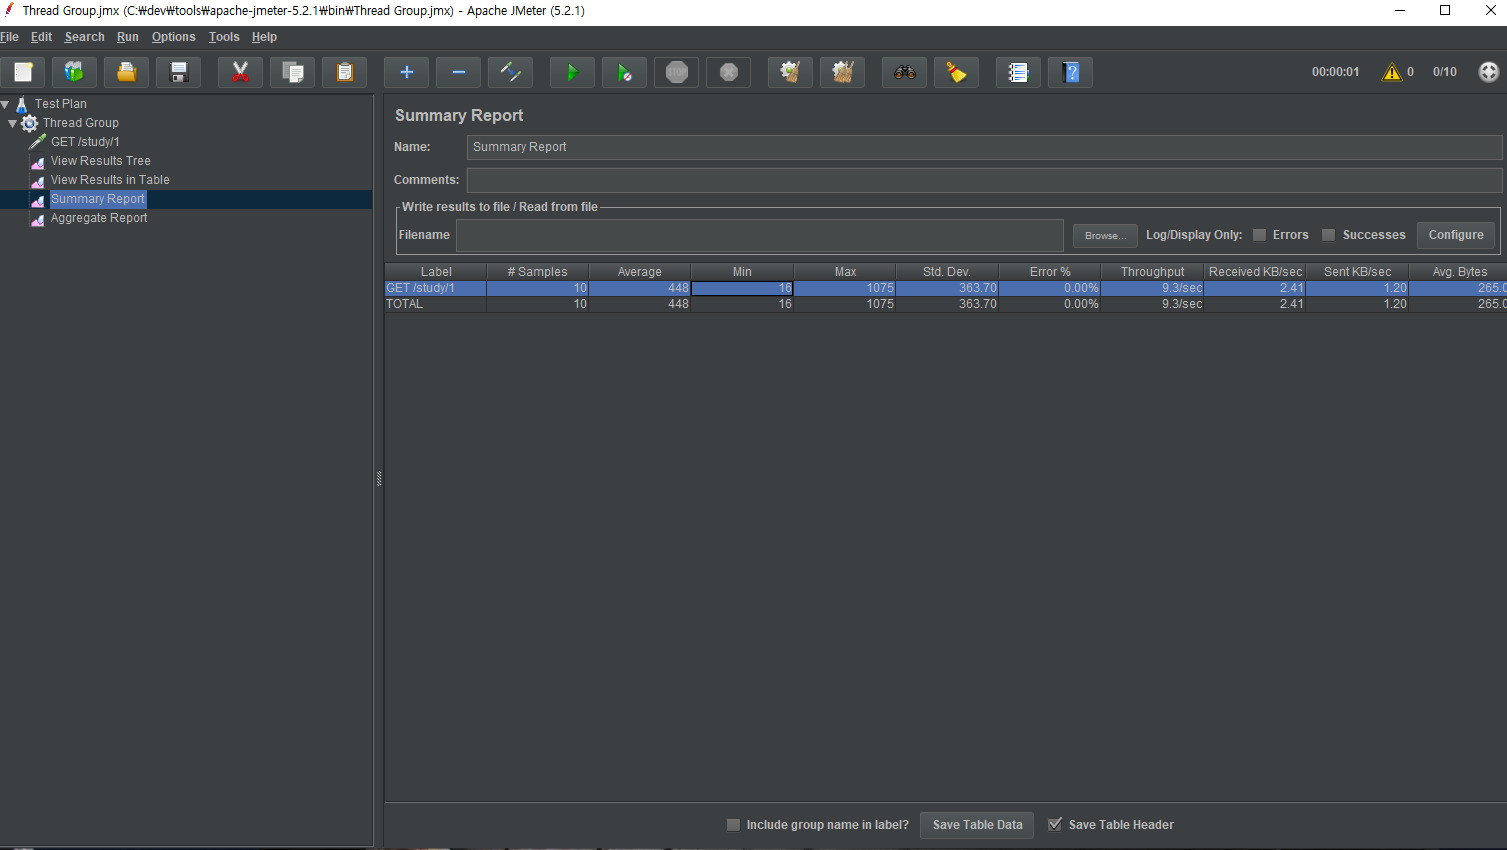 Thread Group.jmx (C:₩dev₩tools₩apache-jmeter-5.2.1₩bin₩Thread Group.jmx) - Apache JMeter (5.2.1)
File Edit Search Run Options Tools Help
STOP 00:00:01 0 0/10
Test Plan
Thread Group
GET /study/1
View Results Tree
View Results in Table
Summary Report
Aggregate Report
Summary Report
Name: Summary Report
Comments:
Write results to file / Read from file
Filename Browse... Log/Display Only: Errors Successes Configure
Label # Samples Average Min Max Std. Dev. Error % Throughput Received KB/sec Sent KB/sec Avg. Bytes
GET /study/1 10 448 16 1075 363.70 0.00% 9.3/sec 2.41 1.20 265.0
TOTAL 10 448 16 1075 363.70 0.00% 9.3/sec 2.41 1.20 265.0
Include group name in label? Save Table Data Save Table Header